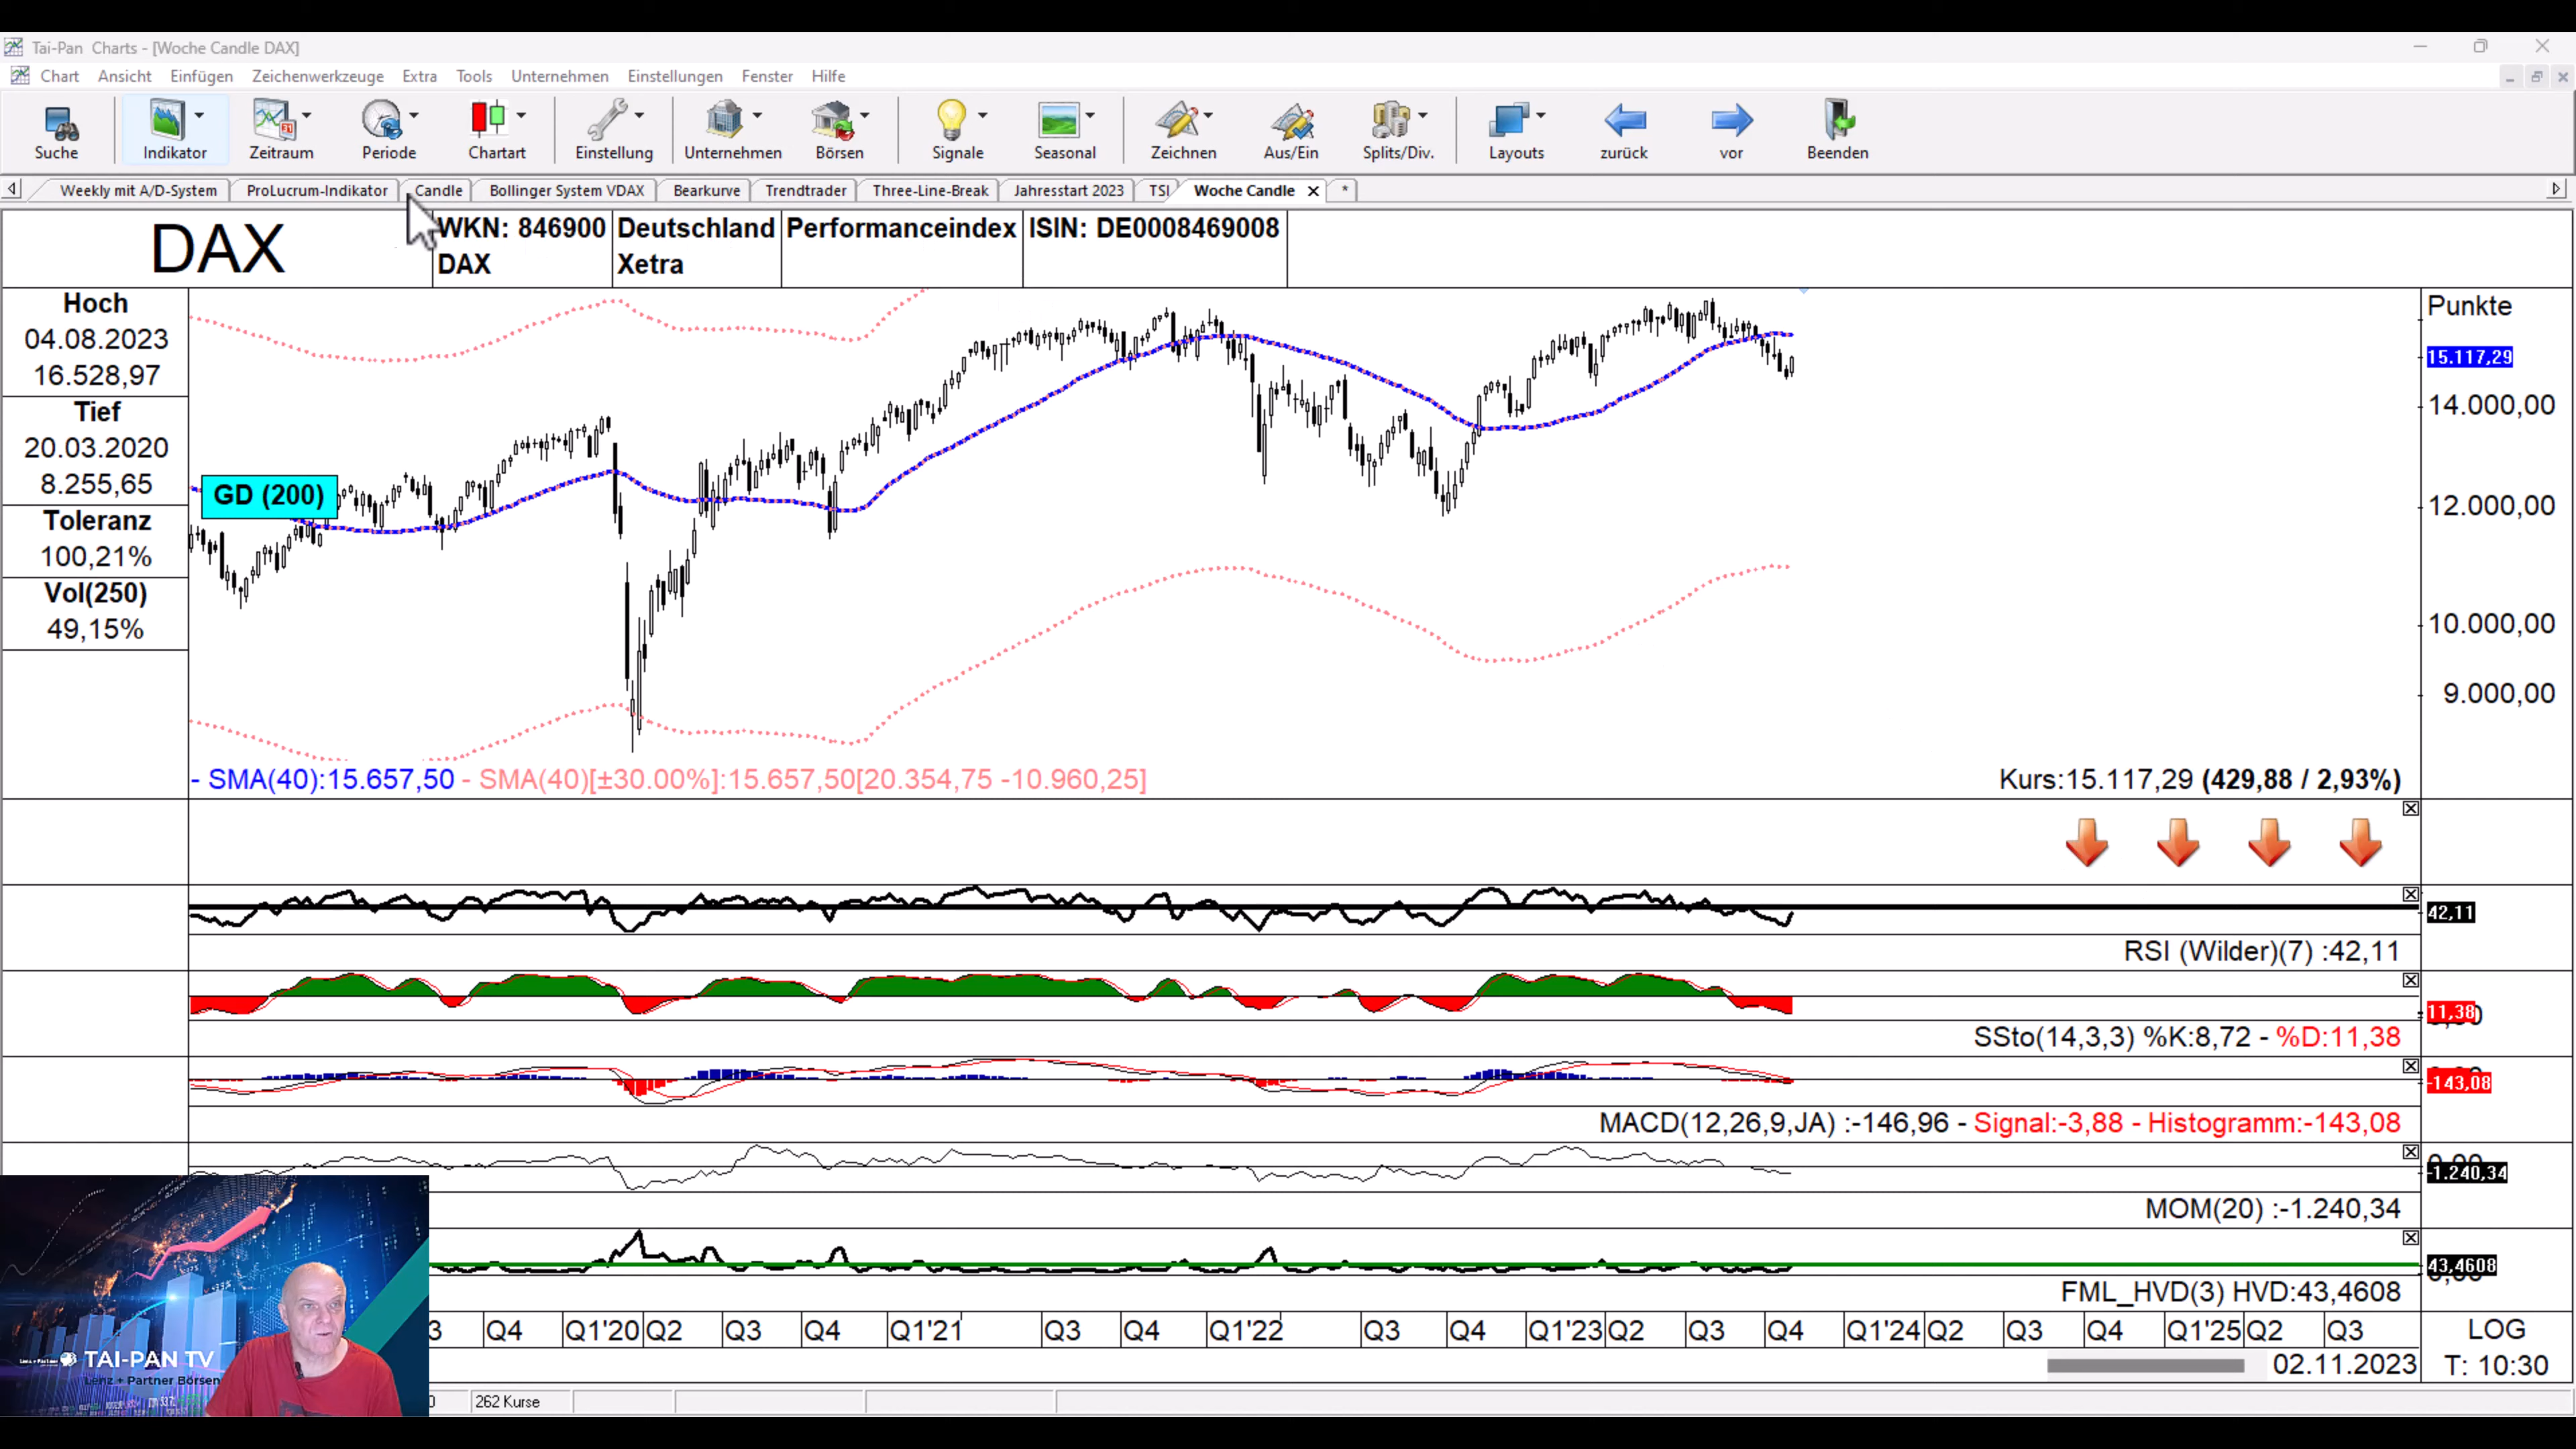 Tai-Pan Charts - [Woche Candle DAX]
Chart Ansicht Einfügen Zeichenwerkzeuge Extra Tools Unternehmen Einstellungen Fenster Hilfe
Suche Indikator Zeitraum Periode Chartart Einstellung Unternehmen Börsen Signale Seasonal Zeichnen Aus/Ein Splits/Div. Layouts zurück vor Beenden
Weekly mit A/D-System ProLucrum-Indikator Candle Bollinger System VDAX Bearkurve Trendtrader Three-Line-Break Jahresstart 2023 TSI Woche Candle *
DAX
WKN: 846900
DAX
Deutschland
Xetra
Performanceindex
ISIN: DE0008469008
Hoch
04.08.2023
16.528,97
Tief
20.03.2020
8.255,65
Toleranz
100,21%
Vol(250)
49,15%
GD (200)
Punkte
15.117,29
14.000,00
12.000,00
10.000,00
9.000,00
- SMA(40):15.657,50 - SMA(40)[±30.00%]:15.657,50[20.354,75 -10.960,25]
Kurs:15.117,29 (429,88 / 2,93%)
42,11
RSI (Wilder)(7) :42,11
11,38
SSto(14,3,3) %K:8,72 - %D:11,38
-143,08
MACD(12,26,9,JA) :-146,96 - Signal:-3,88 - Histogramm:-143,08
-1.240,34
MOM(20) :-1.240,34
43,4608
FML_HVD(3) HVD:43,4608
3 Q4 Q1'20 Q2 Q3 Q4 Q1'21 Q3 Q4 Q1'22 Q3 Q4 Q1'23 Q2 Q3 Q4 Q1'24 Q2 Q3 Q4 Q1'25 Q2 Q3
LOG
02.11.2023
T: 10:30
TAI-PAN TV
Lenz + Partner Börsen
262 Kurse